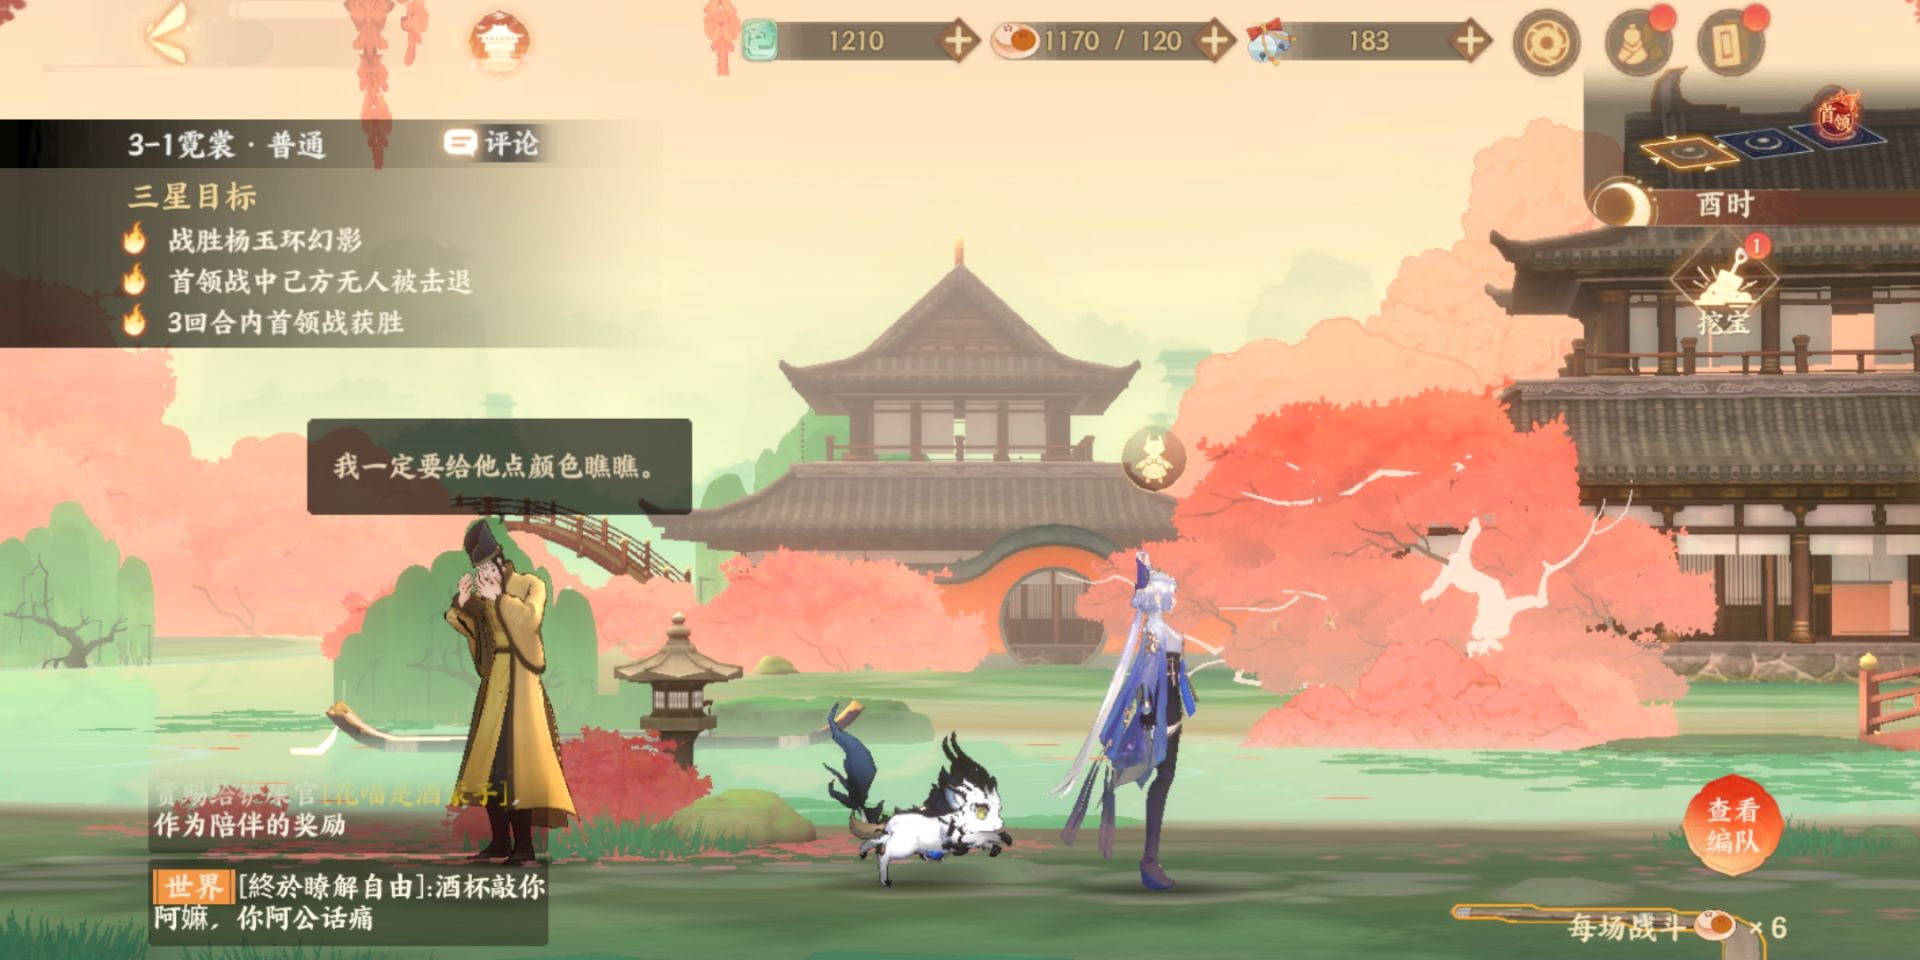 1210
1170 / 120
183
3-1霓裳·普通
评论
三星目标
战胜杨玉环幻影
首领战中己方无人被击退
3回合内首领战获胜
首领
酉时
1
挖宝
我一定要给他点颜色瞧瞧。
作为陪伴的奖励
世界 [終於瞭解自由]:酒杯敲你
阿嫲，你阿公话痛
查看
编队
每场战斗 ×6